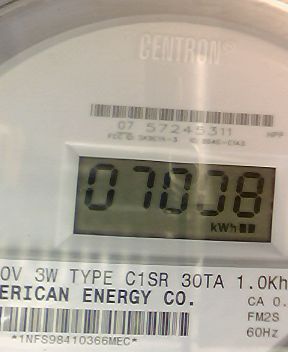 CENTRON®
07 57245311
07008
kWh
0V 3W TYPE C1SR 30TA 1.0Kh
ERICAN ENERGY CO.
CA 0.
FM2S
60Hz
*1NFS98410366MEC*